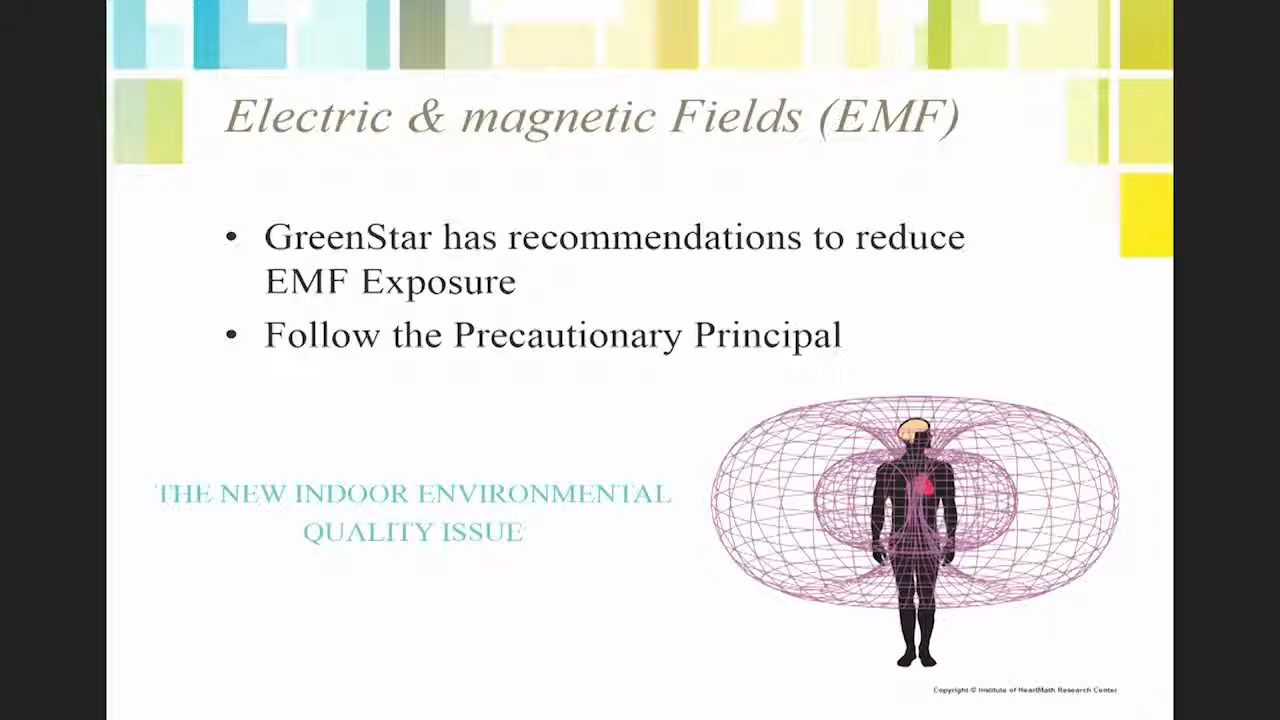 Electric & magnetic Fields (EMF)
• GreenStar has recommendations to reduce
EMF Exposure
• Follow the Precautionary Principal
THE NEW INDOOR ENVIRONMENTAL
QUALITY ISSUE
Copyright © Institute of HeartMath Research Center